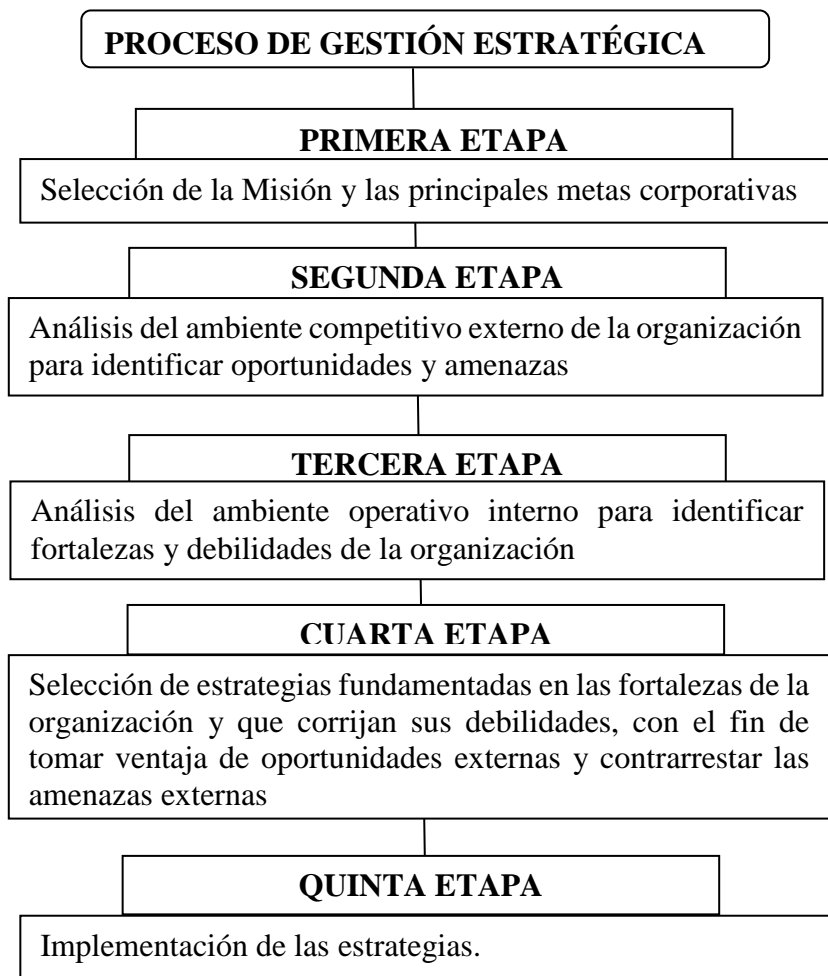 PROCESO DE GESTIÓN ESTRATÉGICA
PRIMERA ETAPA
Selección de la Misión y las principales metas corporativas
SEGUNDA ETAPA
Análisis del ambiente competitivo externo de la organización
para identificar oportunidades y amenazas
TERCERA ETAPA
Análisis del ambiente operativo interno para identificar
fortalezas y debilidades de la organización
CUARTA ETAPA
Selección de estrategias fundamentadas en las fortalezas de la
organización y que corrijan sus debilidades, con el fin de
tomar ventaja de oportunidades externas y contrarrestar las
amenazas externas
QUINTA ETAPA
Implementación de las estrategias.